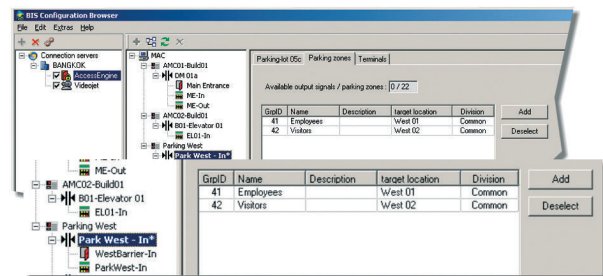 BIS Configuration Browser
File Edit Extras Help
Connection servers
BANGKOK
AccessEngine
Videojet
MAC
AMC01-Build01
DM 01a
Main Entrance
ME-In
ME-Out
AMC02-Build01
B01-Elevator 01
EL01-In
Parking West
Park West - In*
Parking-lot 05c Parking zones Terminals
Available output signals / parking zones: 0 / 22
GrpID Name Description target location Division
41 Employees West 01 Common
42 Visitors West 02 Common
Add
Deselect
ME-Out
AMC02-Build01
B01-Elevator 01
EL01-In
Parking West
Park West - In*
WestBarrier-In
ParkWest-In
GrpID Name Description target location Division
41 Employees West 01 Common
42 Visitors West 02 Common
Add
Deselect